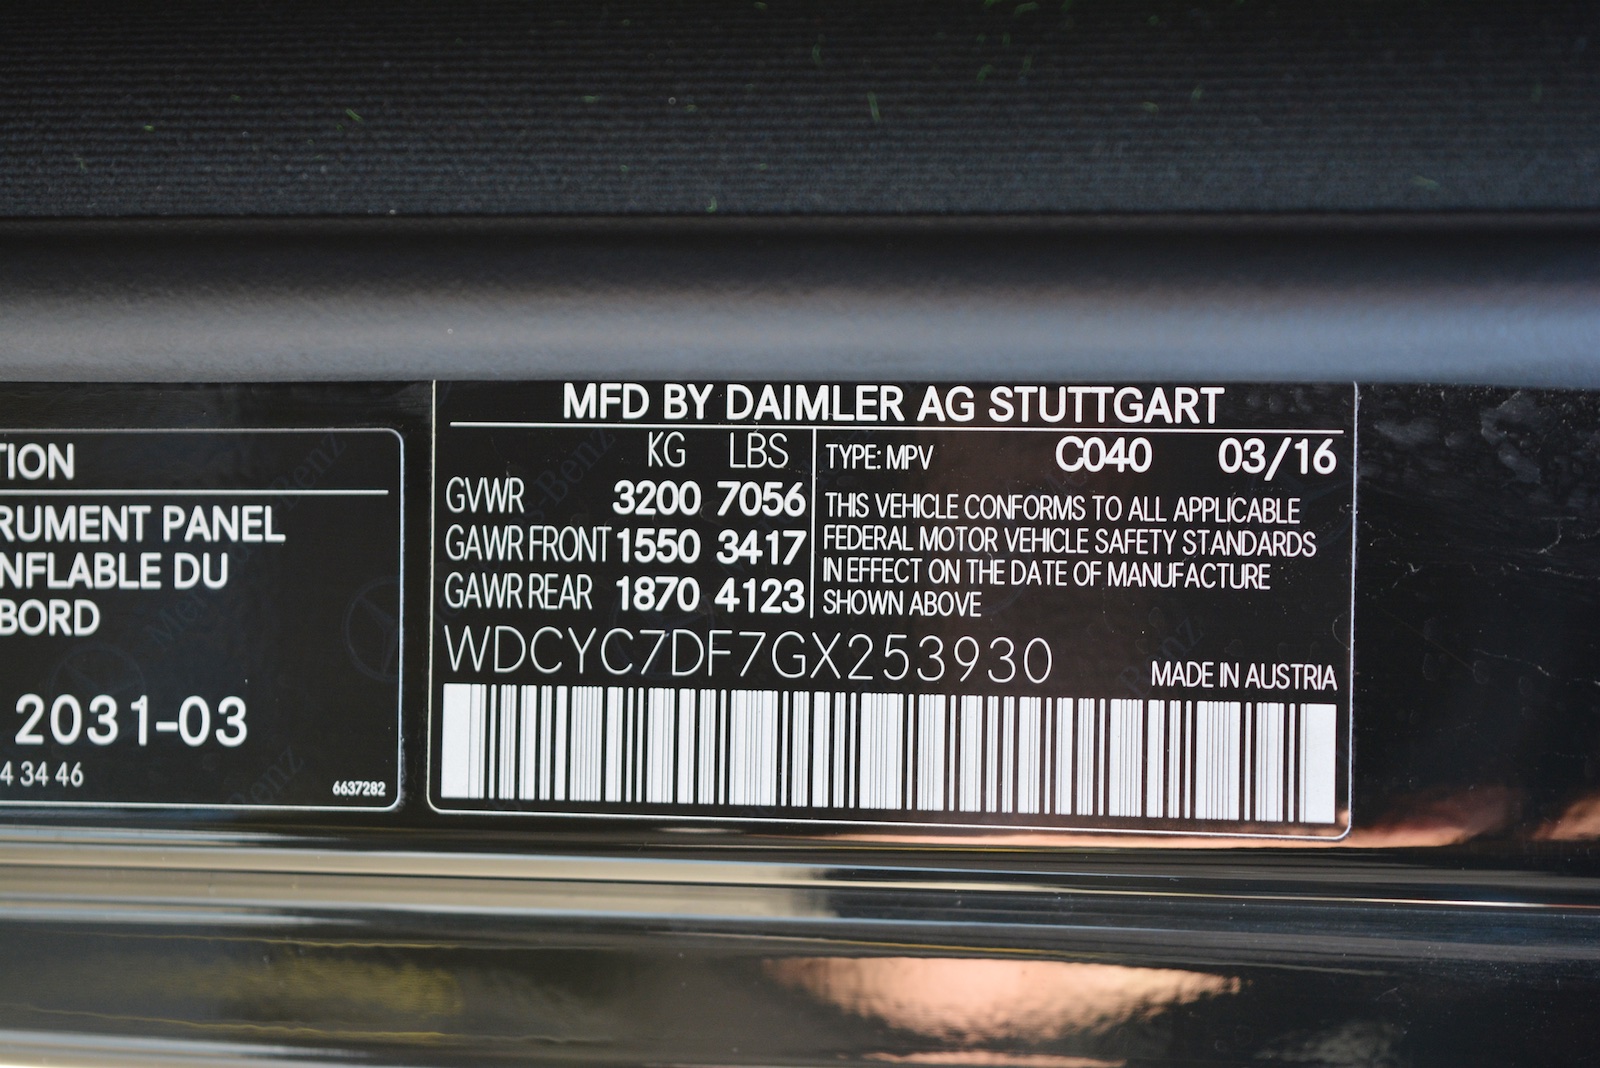 TION
RUMENT PANEL
NFLABLE DU
BORD
2031-03
4 34 46
6637282
MFD BY DAIMLER AG STUTTGART
KG LBS
GVWR 3200 7056
GAWR FRONT 1550 3417
GAWR REAR 1870 4123
TYPE: MPV C040 03/16
THIS VEHICLE CONFORMS TO ALL APPLICABLE
FEDERAL MOTOR VEHICLE SAFETY STANDARDS
IN EFFECT ON THE DATE OF MANUFACTURE
SHOWN ABOVE
WDCYC7DF7GX253930
MADE IN AUSTRIA